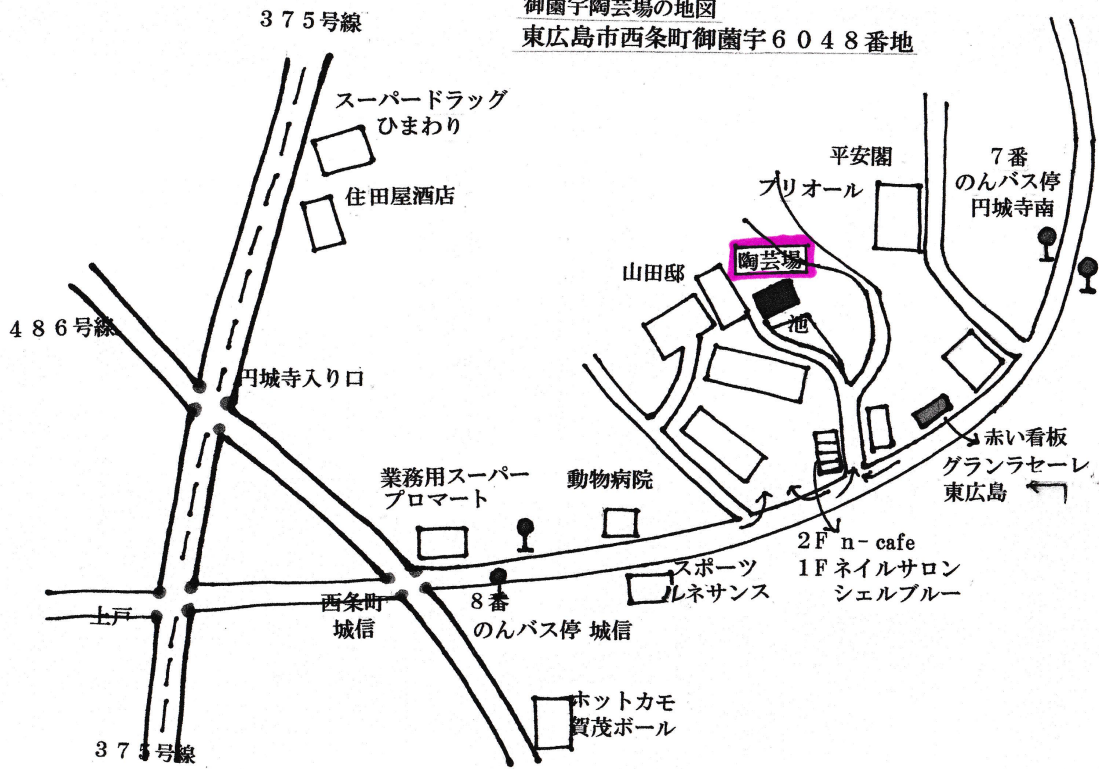 御薗宇陶芸場の地図
東広島市西条町御薗宇６０４８番地
３７５号線
スーパードラッグ
ひまわり
住田屋酒店
平安閣
プリオール
７番
のんバス停
円城寺南
陶芸場
山田邸
池
４８６号線
円城寺入り口
赤い看板
グランラセーレ
東広島
業務用スーパー
プロマート
動物病院
２Ｆ n-cafe
１Ｆネイルサロン
シェルブルー
スポーツ
ルネサンス
上戸
西条町
城信
８番
のんバス停 城信
ホットカモ
賀茂ボール
３７５号線